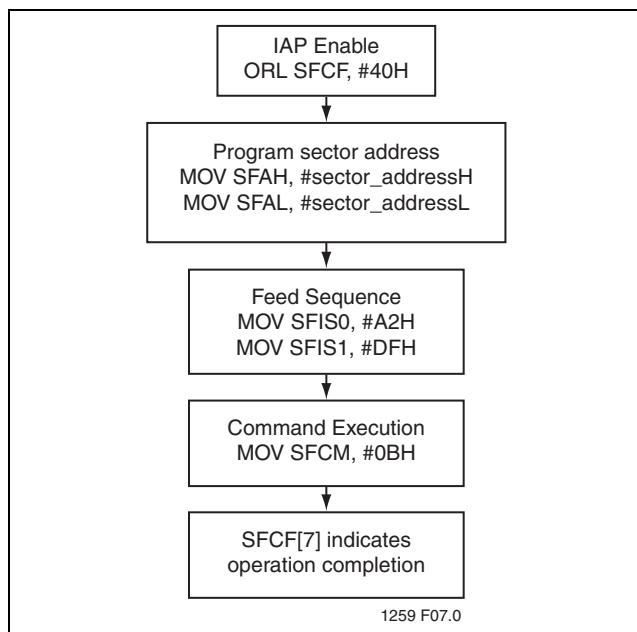 IAP Enable
ORL SFCF, #40H
Program sector address
MOV SFAH, #sector_addressH
MOV SFAL, #sector_addressL
Feed Sequence
MOV SFIS0, #A2H
MOV SFIS1, #DFH
Command Execution
MOV SFCM, #0BH
SFCF[7] indicates
operation completion
1259 F07.0